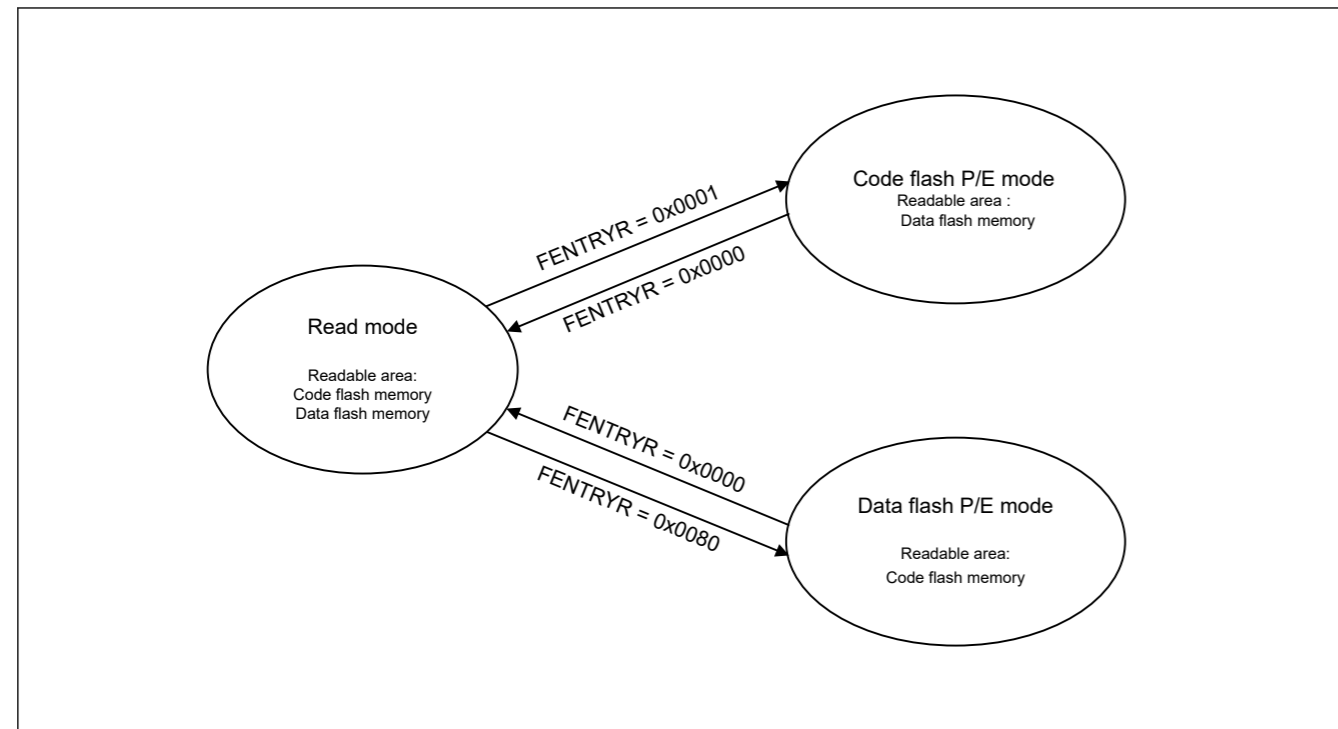 Code flash P/E mode
Readable area :
Data flash memory
FENTRYR = 0x0001
FENTRYR = 0x0000
Read mode
Readable area:
Code flash memory
Data flash memory
FENTRYR = 0x0000
FENTRYR = 0x0080
Data flash P/E mode
Readable area:
Code flash memory